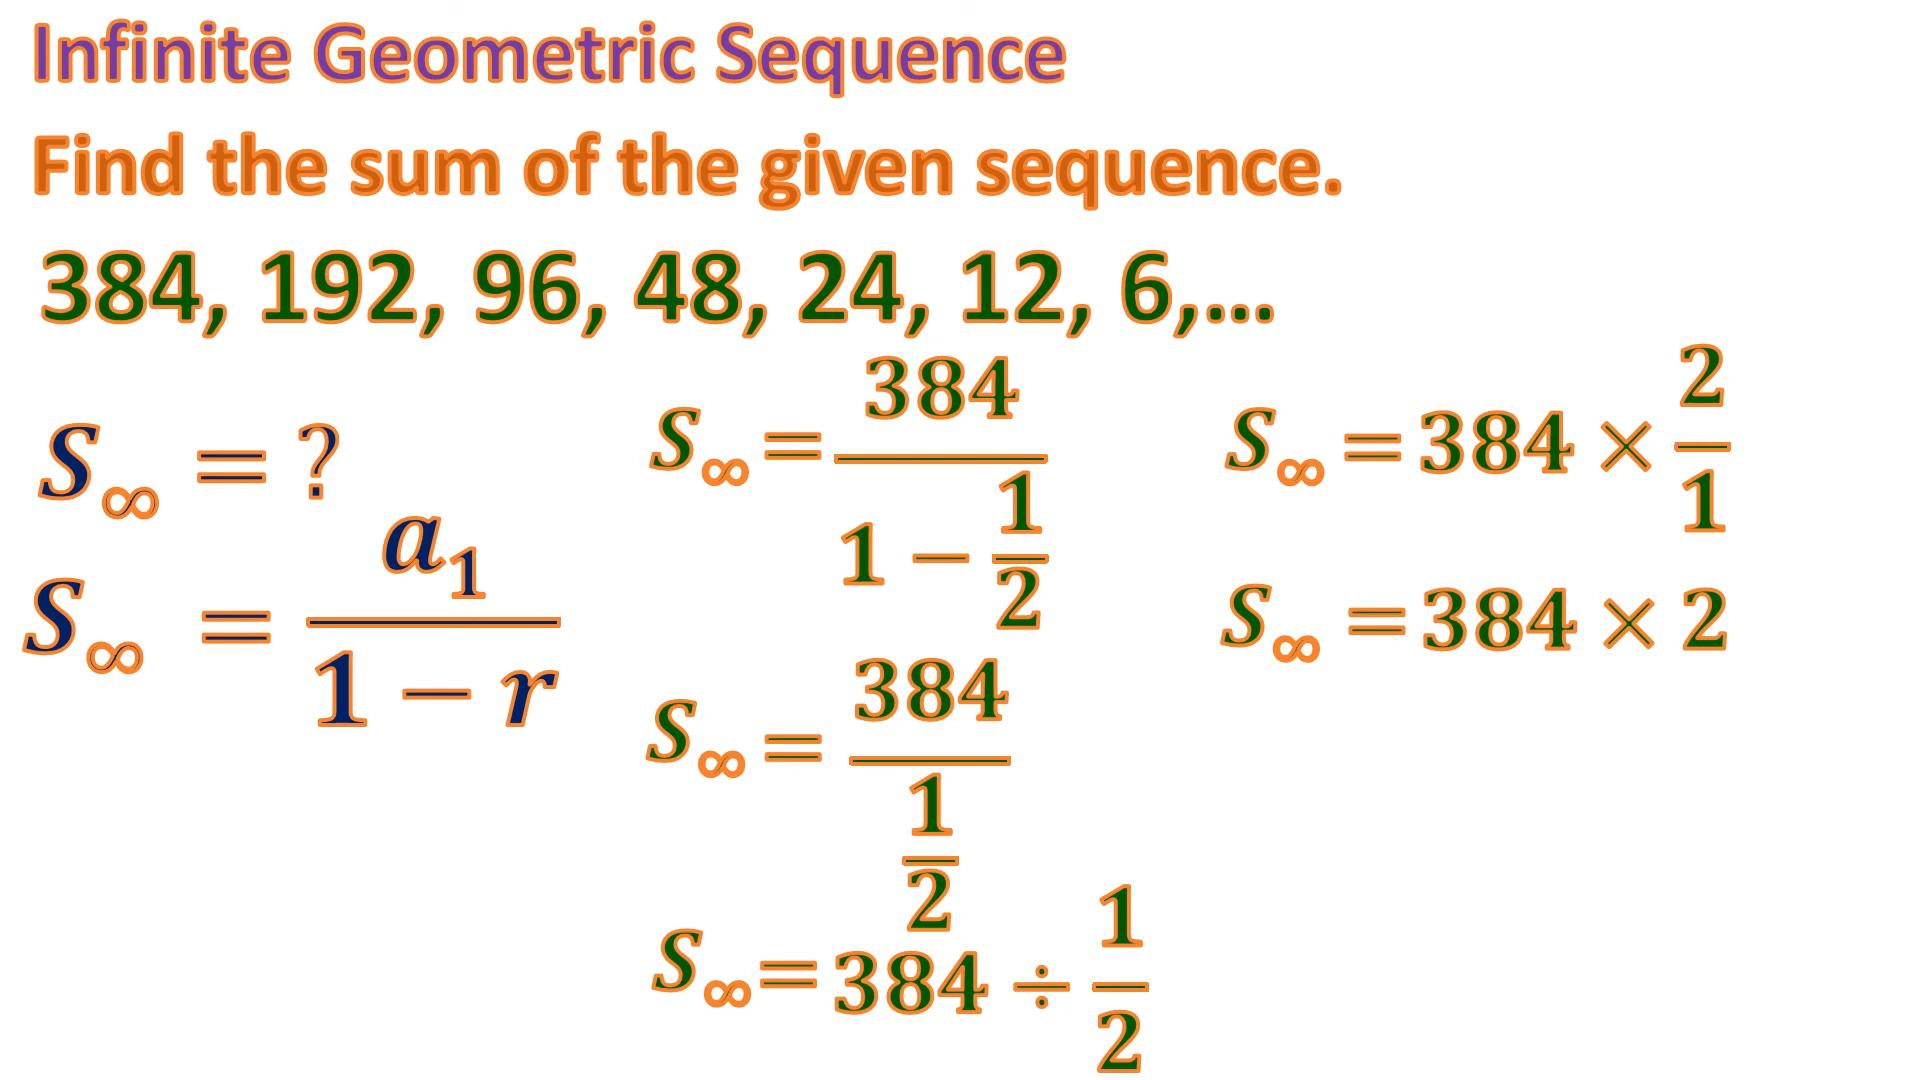 Infinite Geometric Sequence
Find the sum of the given sequence.
384, 192, 96, 48, 24, 12, 6,...
S∞ = ?
S∞ = a₁/(1 − r)
S∞ = 384/(1 − 1/2)
S∞ = 384/(1/2)
S∞ = 384 ÷ 1/2
S∞ = 384 × 2/1
S∞ = 384 × 2